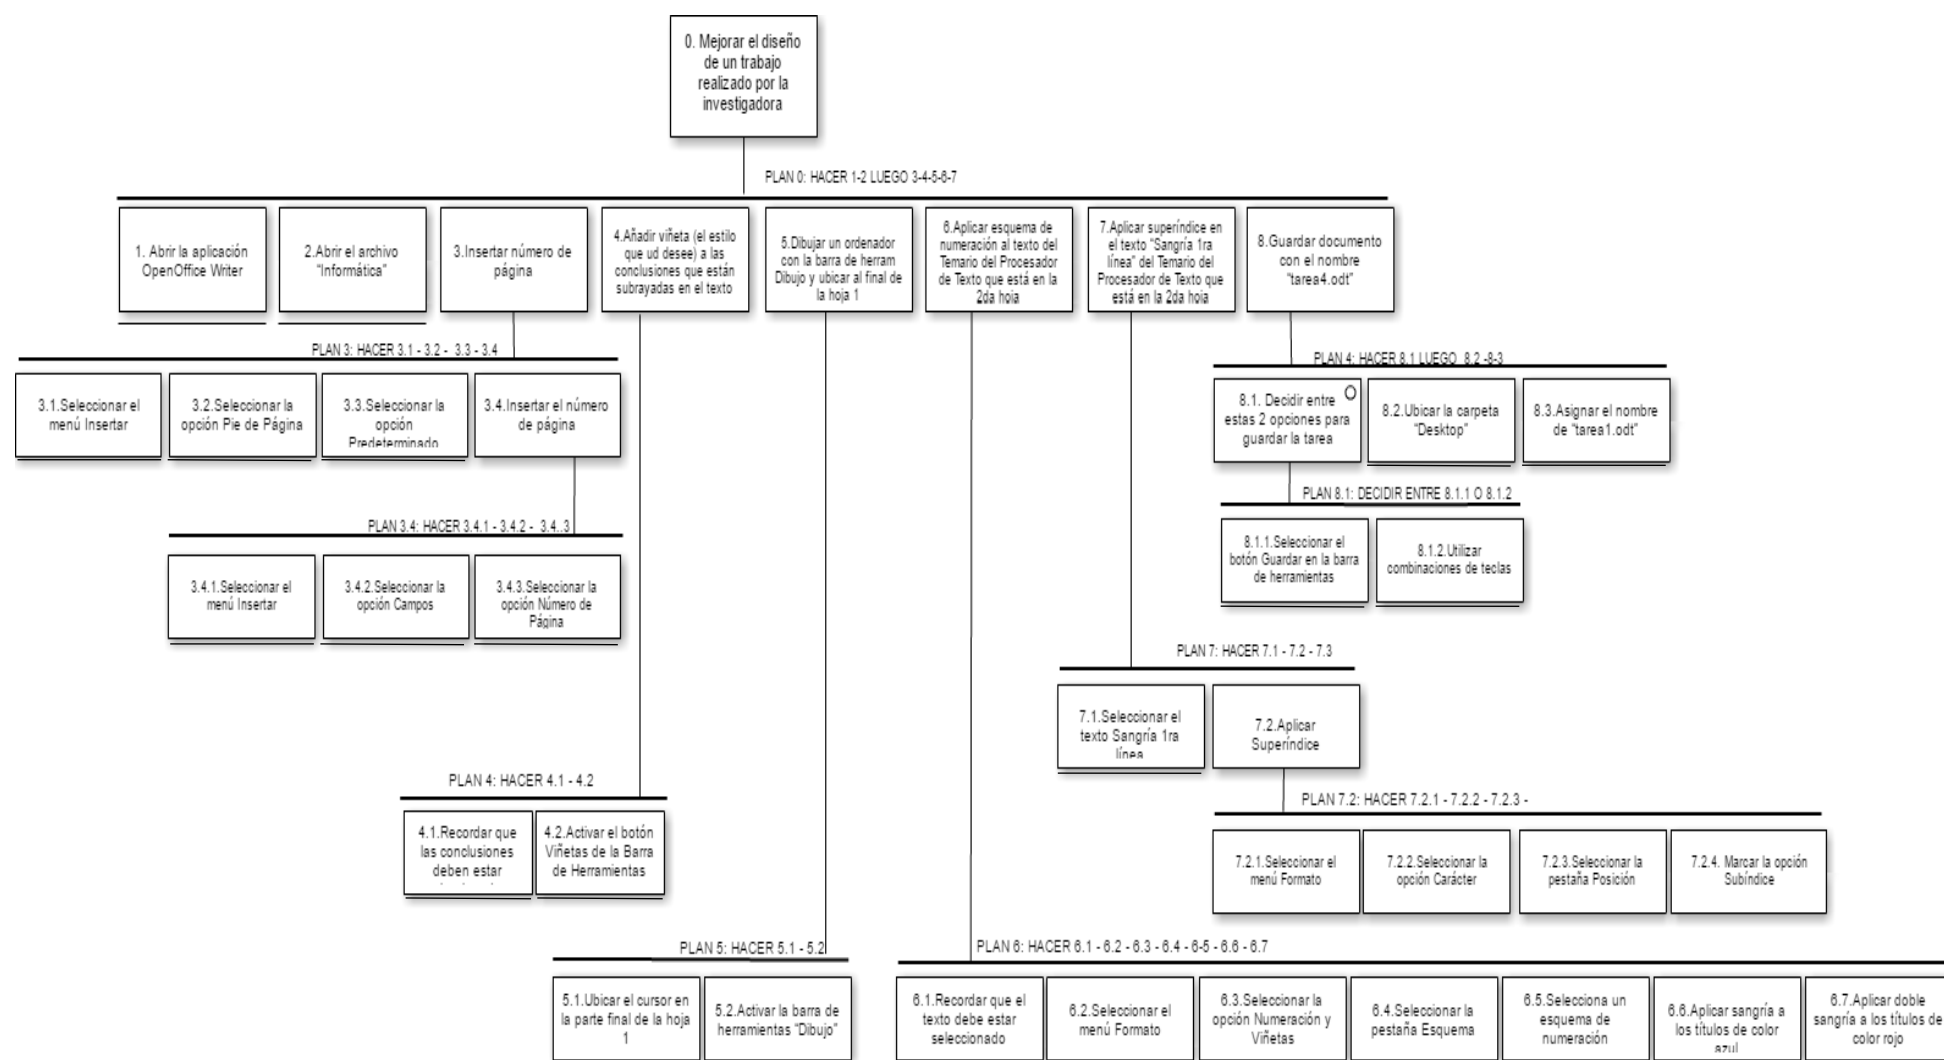 0. Mejorar el diseño
de un trabajo
realizado por la
investigadora
PLAN 0: HACER 1-2 LUEGO 3-4-5-6-7
1. Abrir la aplicación
OpenOffice Writer
2.Abrir el archivo
“Informática”
3.Insertar número de
página
4.Añadir viñeta (el estilo
que ud desee) a las
conclusiones que están
subrayadas en el texto
5.Dibujar un ordenador
con la barra de herram
Dibujo y ubicar al final de
la hoja 1
6.Aplicar esquema de
numeración al texto del
Temario del Procesador
de Texto que está en la
2da hoja
7.Aplicar superíndice en
el texto “Sangría 1ra
línea” del Temario del
Procesador de Texto que
está en la 2da hoja
8.Guardar documento
con el nombre
“tarea4.odt”
PLAN 3: HACER 3.1 - 3.2 - 3.3 - 3.4
3.1.Seleccionar el
menú Insertar
3.2.Seleccionar la
opción Pie de Página
3.3.Seleccionar la
opción
Predeterminado
3.4.Insertar el número
de página
PLAN 4: HACER 8.1 LUEGO 8.2 -8-3
8.1. Decidir entre
estas 2 opciones para
guardar la tarea
8.2.Ubicar la carpeta
“Desktop”
8.3.Asignar el nombre
de “tarea1.odt”
PLAN 3.4: HACER 3.4.1 - 3.4.2 - 3.4..3
3.4.1.Seleccionar el
menú Insertar
3.4.2.Seleccionar la
opción Campos
3.4.3.Seleccionar la
opción Número de
Página
PLAN 8.1: DECIDIR ENTRE 8.1.1 O 8.1.2
8.1.1.Seleccionar el
botón Guardar en la barra
de herramientas
8.1.2.Utilizar
combinaciones de teclas
PLAN 7: HACER 7.1 - 7.2 - 7.3
7.1.Seleccionar el
texto Sangría 1ra
línea
7.2.Aplicar
Superíndice
PLAN 4: HACER 4.1 - 4.2
4.1.Recordar que
las conclusiones
deben estar
4.2.Activar el botón
Viñetas de la Barra
de Herramientas
PLAN 7.2: HACER 7.2.1 - 7.2.2 - 7.2.3 -
7.2.1.Seleccionar el
menú Formato
7.2.2.Seleccionar la
opción Carácter
7.2.3.Seleccionar la
pestaña Posición
7.2.4. Marcar la opción
Subíndice
PLAN 5: HACER 5.1 - 5.2
5.1.Ubicar el cursor en
la parte final de la hoja
1
5.2.Activar la barra de
herramientas “Dibujo”
PLAN 6: HACER 6.1 - 6.2 - 6.3 - 6.4 - 6-5 - 6.6 - 6.7
6.1.Recordar que el
texto debe estar
seleccionado
6.2.Seleccionar el
menú Formato
6.3.Seleccionar la
opción Numeración y
Viñetas
6.4.Seleccionar la
pestaña Esquema
6.5.Selecciona un
esquema de
numeración
6.6.Aplicar sangría a
los títulos de color
azul
6.7.Aplicar doble
sangría a los títulos de
color rojo